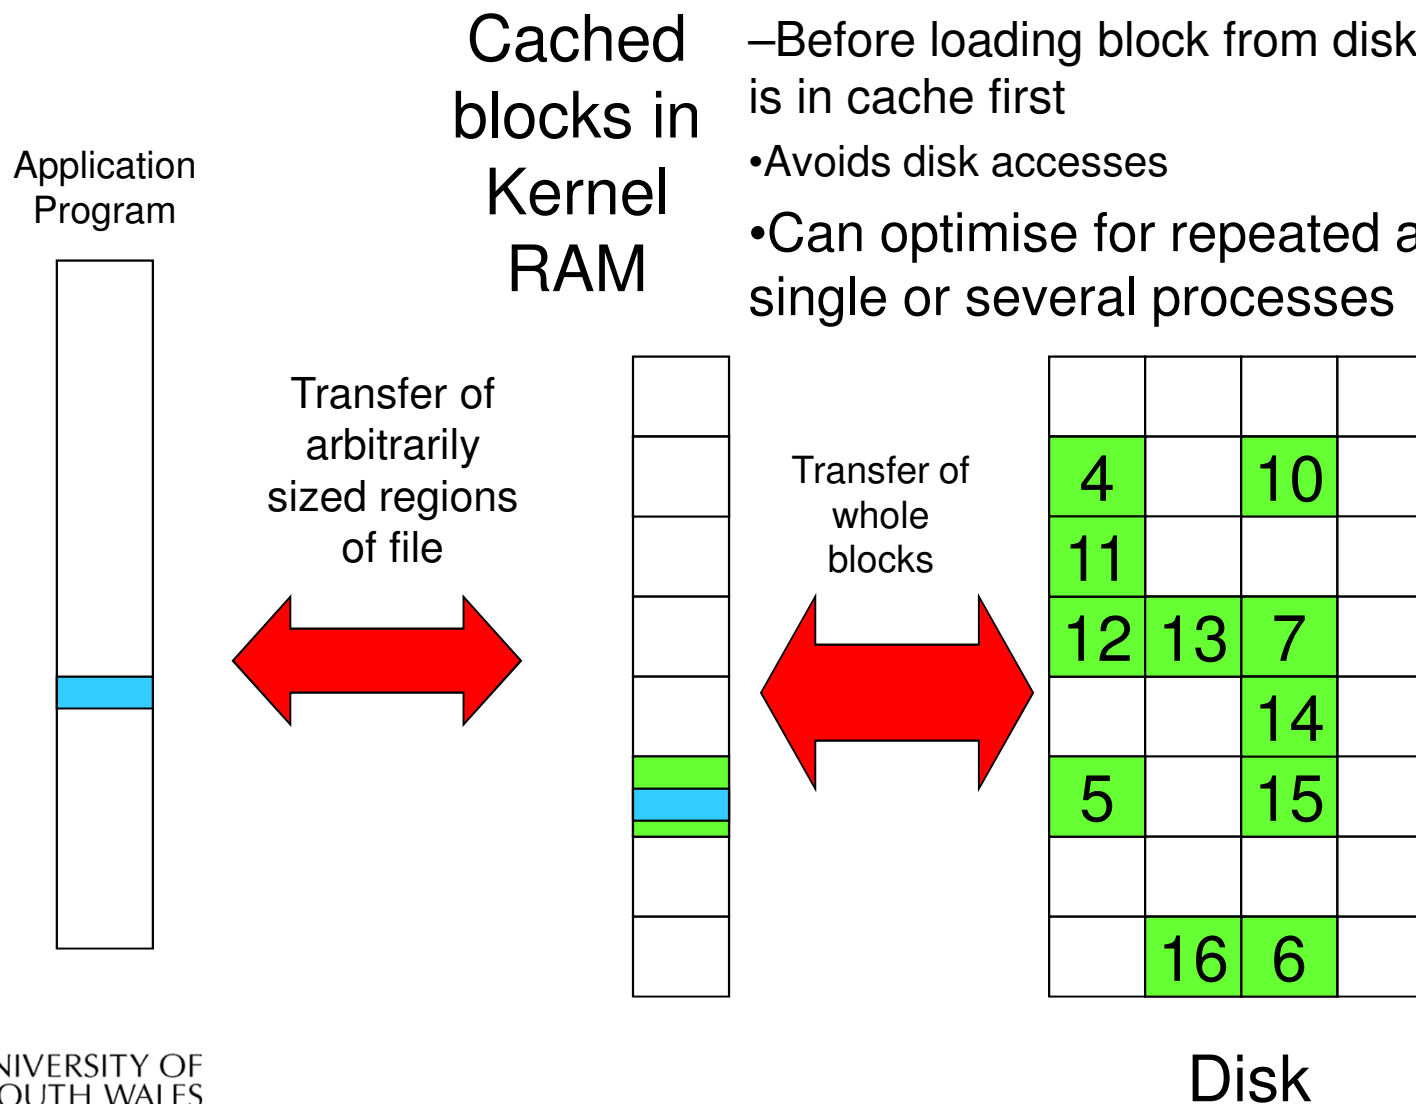 Cached
blocks in
Kernel
RAM
–Before loading block from disk
is in cache first
•Avoids disk accesses
•Can optimise for repeated a
single or several processes
Application
Program
Transfer of
arbitrarily
sized regions
of file
Transfer of
whole
blocks
4 10
11
12 13 7
14
5 15
16 6
Disk
NIVERSITY OF
OUTH WALES